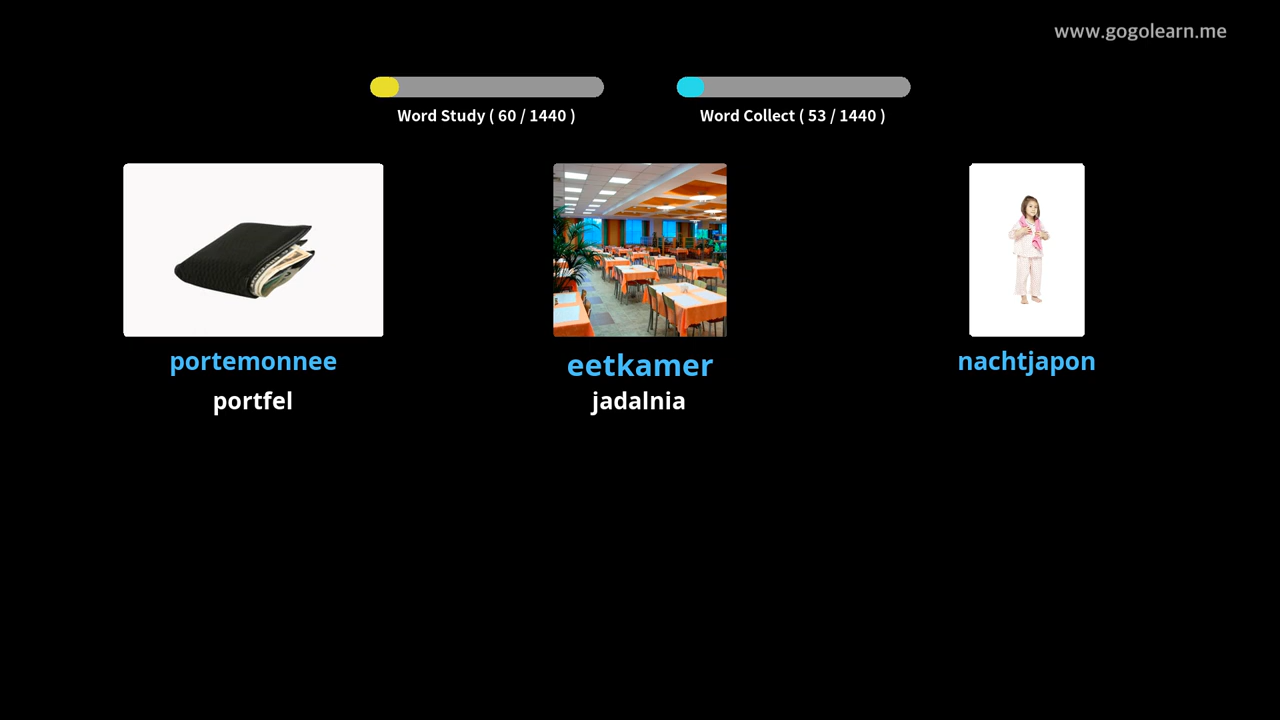 www.gogolearn.me
Word Study ( 60 / 1440 )
Word Collect ( 53 / 1440 )
portemonnee
eetkamer
nachtjapon
portfel
jadalnia